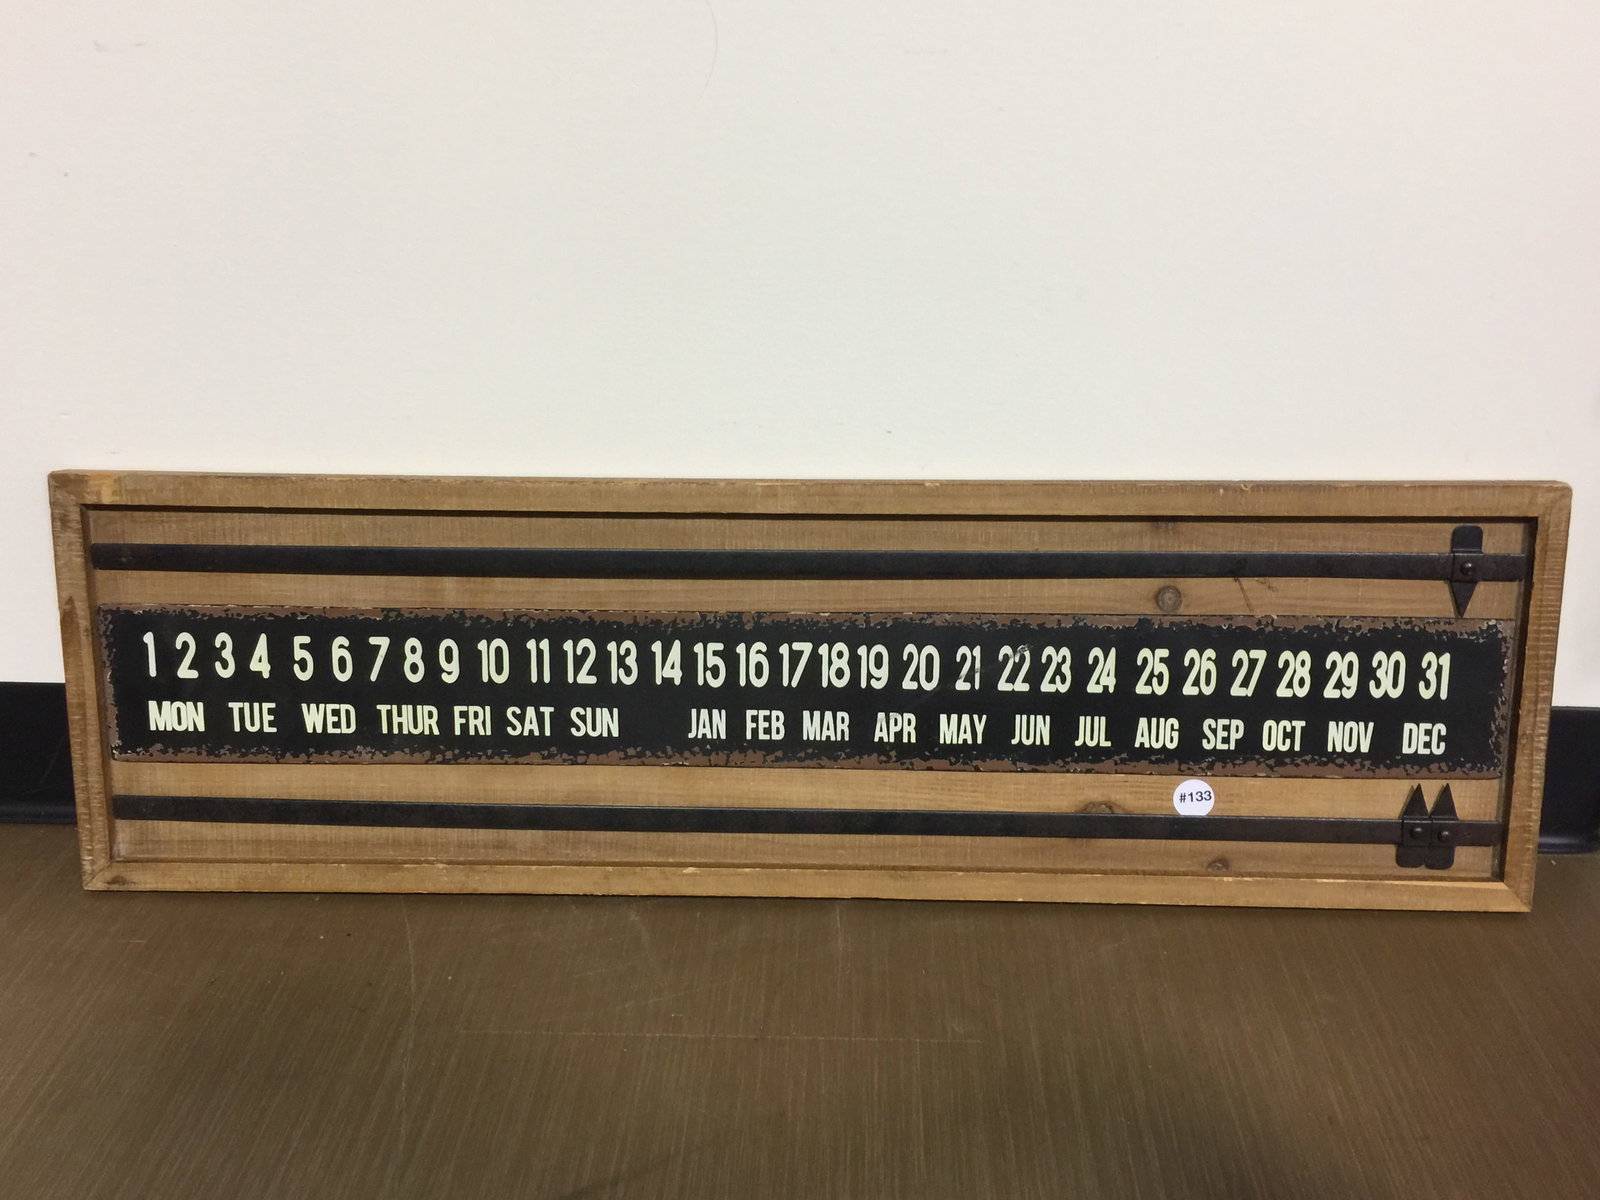 1 2 3 4 5 6 7 8 9 10 11 12 13 14 15 16 17 18 19 20 21 22 23 24 25 26 27 28 29 30 31
MON TUE WED THUR FRI SAT SUN JAN FEB MAR APR MAY JUN JUL AUG SEP OCT NOV DEC
#133